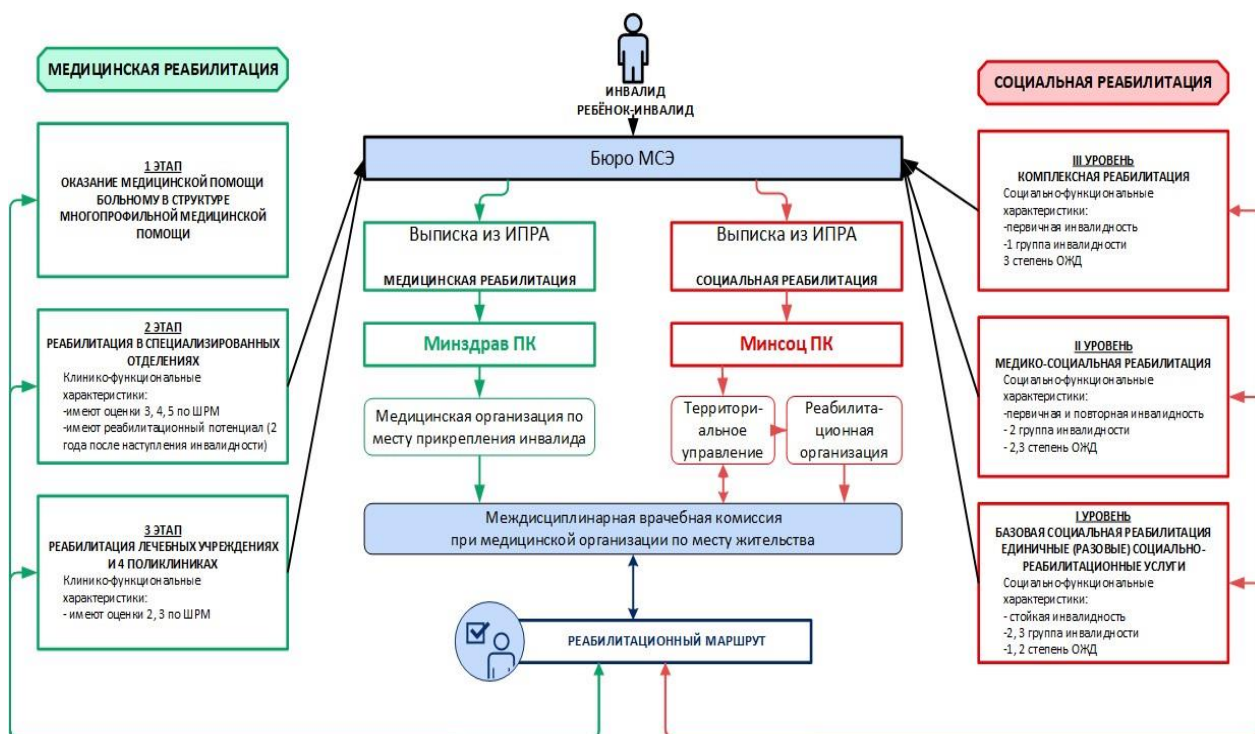 МЕДИЦИНСКАЯ РЕАБИЛИТАЦИЯ
1 ЭТАП
ОКАЗАНИЕ МЕДИЦИНСКОЙ ПОМОЩИ
БОЛЬНОМУ В СТРУКТУРЕ
МНОГОПРОФИЛЬНОЙ МЕДИЦИНСКОЙ
ПОМОЩИ
2 ЭТАП
РЕАБИЛИТАЦИЯ В СПЕЦИАЛИЗИРОВАННЫХ
ОТДЕЛЕНИЯХ
Клинико-функциональные
характеристики:
-имеют оценки 3, 4, 5 по ШРМ
-имеют реабилитационный потенциал (2
года после наступления инвалидности)
3 ЭТАП
РЕАБИЛИТАЦИЯ ЛЕЧЕБНЫХ УЧРЕЖДЕНИЯХ
И 4 ПОЛИКЛИНИКАХ
Клинико-функциональные
характеристики:
- имеют оценки 2, 3 по ШРМ
ИНВАЛИД
РЕБЁНОК-ИНВАЛИД
Бюро МСЭ
Выписка из ИПРА
МЕДИЦИНСКАЯ РЕАБИЛИТАЦИЯ
Выписка из ИПРА
СОЦИАЛЬНАЯ РЕАБИЛИТАЦИЯ
Минздрав ПК
Минсоц ПК
Медицинская организация по
месту прикрепления инвалида
Территори-
альное
управление
Реабилита-
ционная
организация
Междисциплинарная врачебная комиссия
при медицинской организации по месту жительства
РЕАБИЛИТАЦИОННЫЙ МАРШРУТ
СОЦИАЛЬНАЯ РЕАБИЛИТАЦИЯ
III УРОВЕНЬ
КОМПЛЕКСНАЯ РЕАБИЛИТАЦИЯ
Социально-функциональные
характеристики:
-первичная инвалидность
-1 группа инвалидности
3 степень ОЖД
II УРОВЕНЬ
МЕДИКО-СОЦИАЛЬНАЯ РЕАБИЛИТАЦИЯ
Социально-функциональные
характеристики:
-первичная и повторная инвалидность
- 2 группа инвалидности
- 2,3 степень ОЖД
I УРОВЕНЬ
БАЗОВАЯ СОЦИАЛЬНАЯ РЕАБИЛИТАЦИЯ
ЕДИНИЧНЫЕ (РАЗОВЫЕ) СОЦИАЛЬНО-
РЕАБИЛИТАЦИОННЫЕ УСЛУГИ
Социально-функциональные
характеристики:
- стойкая инвалидность
-2, 3 группа инвалидности
-1, 2 степень ОЖД